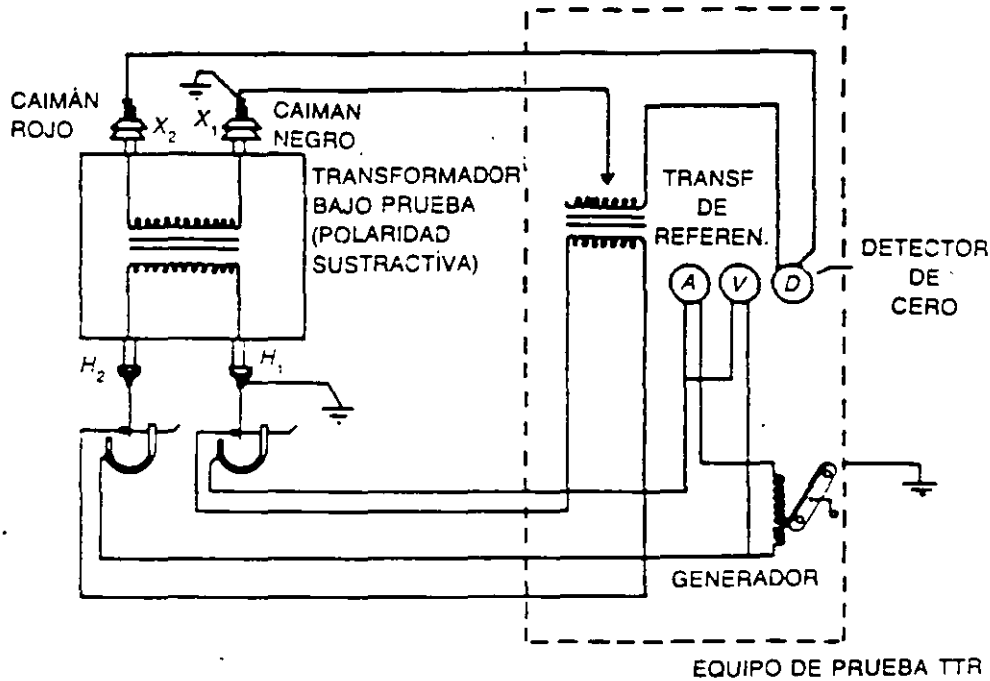 CAIMÁN
ROJO
X₂
X₁
CAIMAN
NEGRO
TRANSFORMADOR
BAJO PRUEBA
(POLARIDAD
SUSTRACTÍVA)
TRANSF
DE
REFEREN.
A
V
D
DETECTOR
DE
CERO
H₂
H₁
GENERADOR
EQUIPO DE PRUEBA TTR